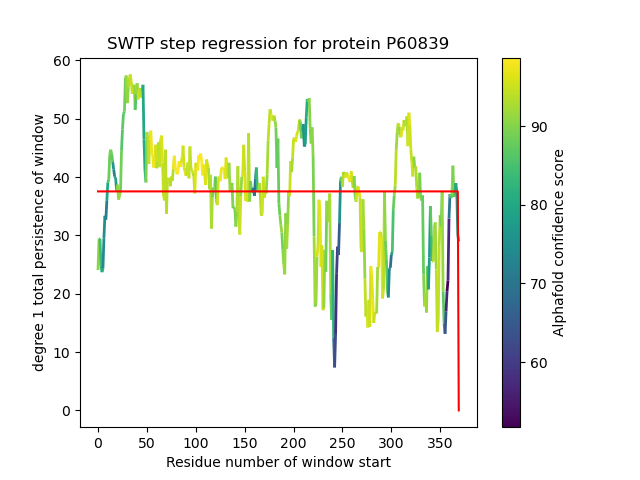 SWTP step regression for protein P60839
degree 1 total persistence of window
60
50
40
30
20
10
0
0 50 100 150 200 250 300 350
Residue number of window start
90
80
70
60
Alphafold confidence score